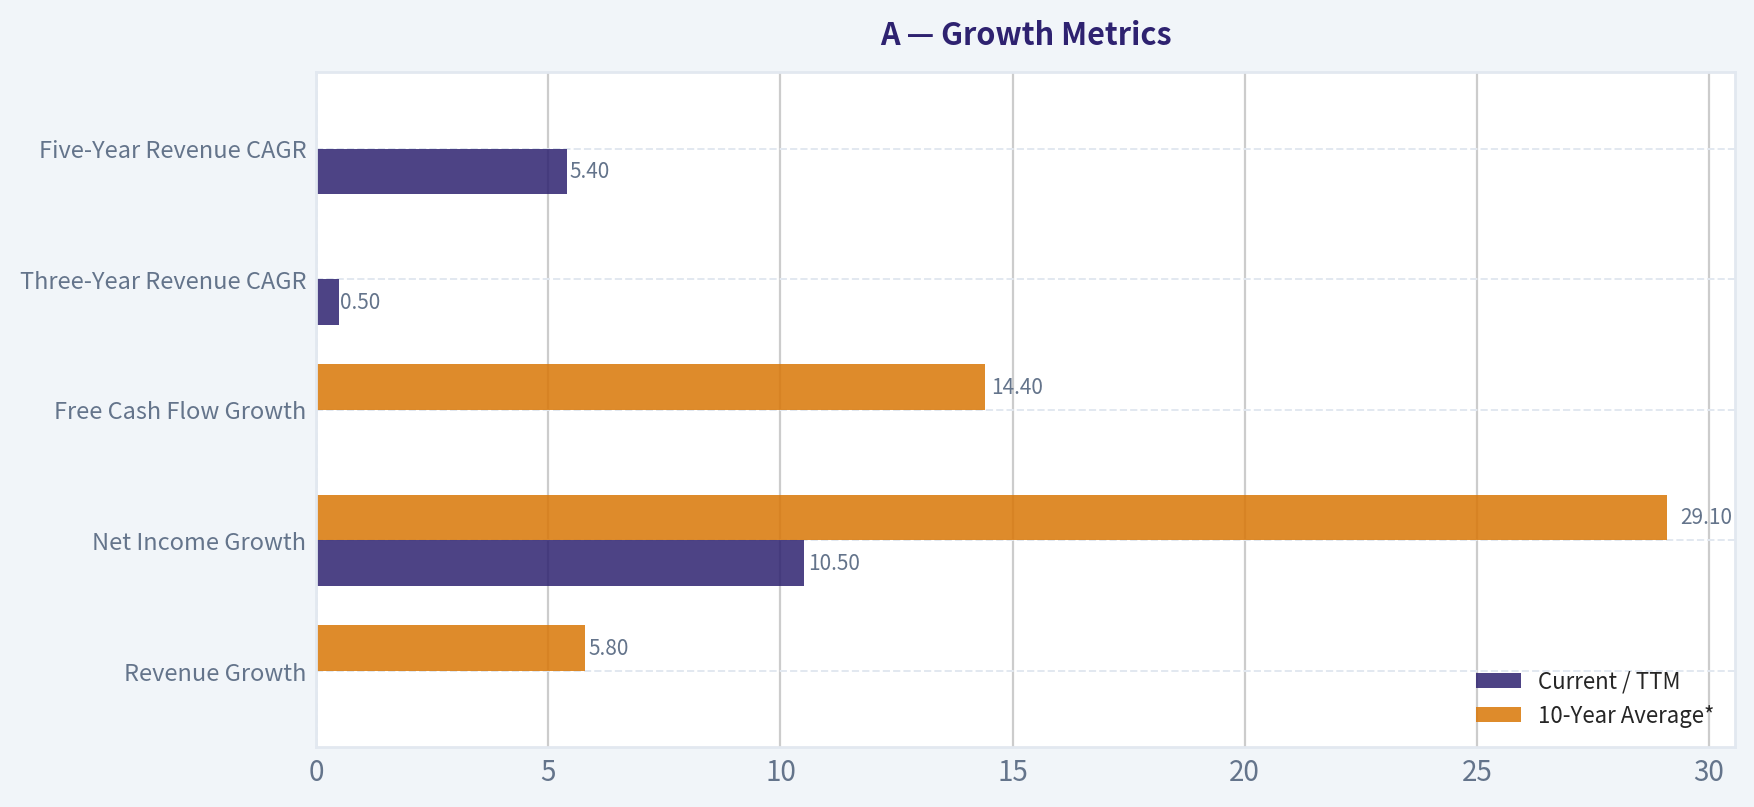 A — Growth Metrics
Five-Year Revenue CAGR
5.40
Three-Year Revenue CAGR
0.50
14.40
Free Cash Flow Growth
29.10
Net Income Growth
10.50
5.80
Revenue Growth
Current / TTM
10-Year Average*
0 5 10 15 20 25 30